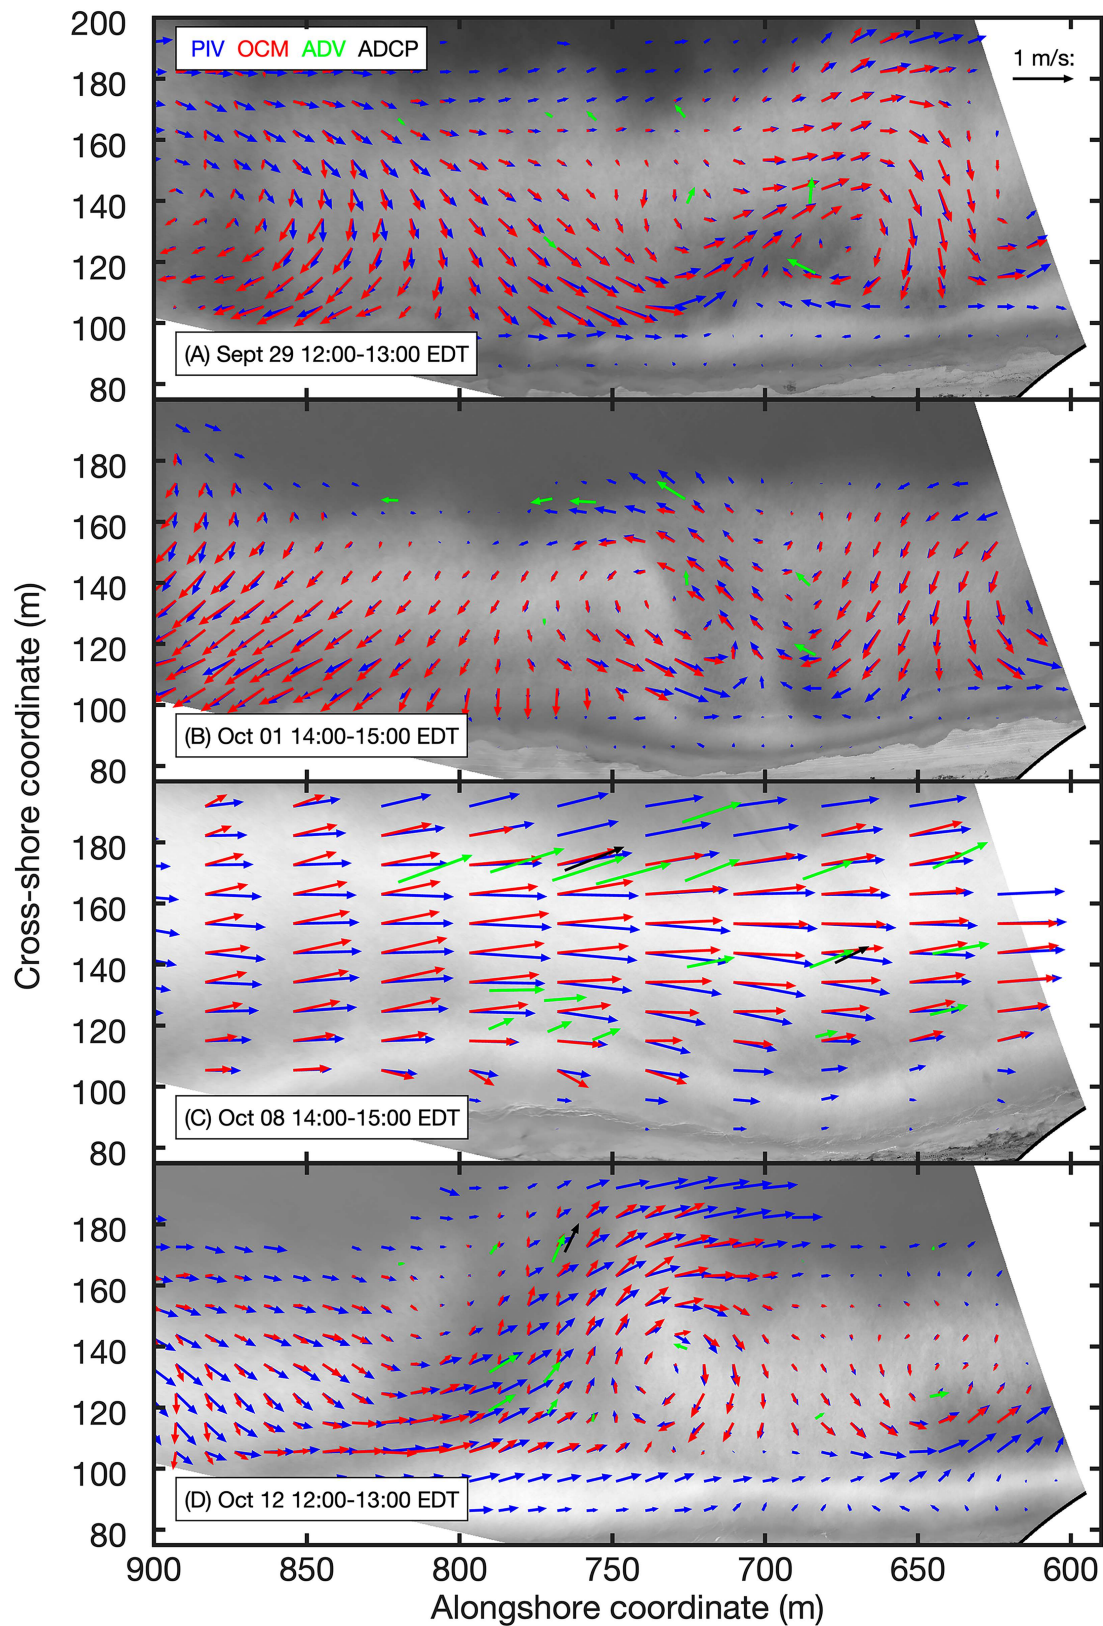 200
PIV OCM ADV ADCP
1 m/s:
180
160
140
120
100
(A) Sept 29 12:00-13:00 EDT
80
180
160
140
120
100
(B) Oct 01 14:00-15:00 EDT
80
Cross-shore coordinate (m)
180
160
140
120
100
(C) Oct 08 14:00-15:00 EDT
80
180
160
140
120
100
(D) Oct 12 12:00-13:00 EDT
80
900 850 800 750 700 650 600
Alongshore coordinate (m)